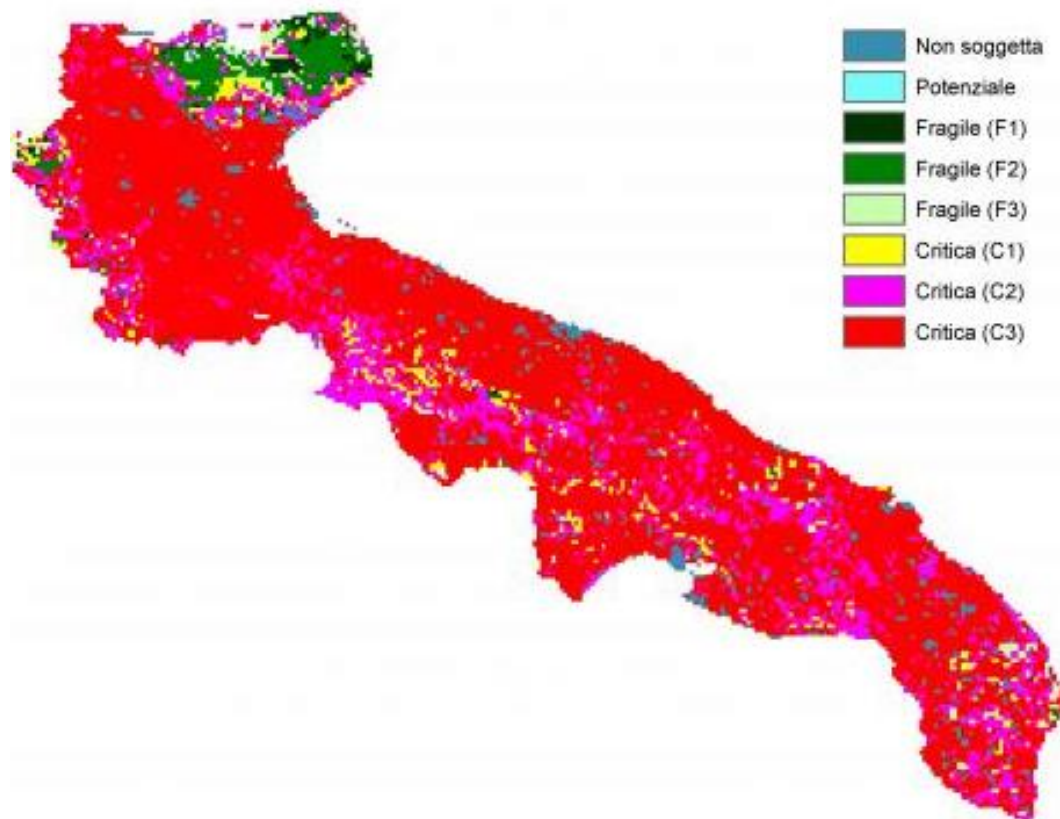 Non soggetta
Potenziale
Fragile (F1)
Fragile (F2)
Fragile (F3)
Critica (C1)
Critica (C2)
Critica (C3)